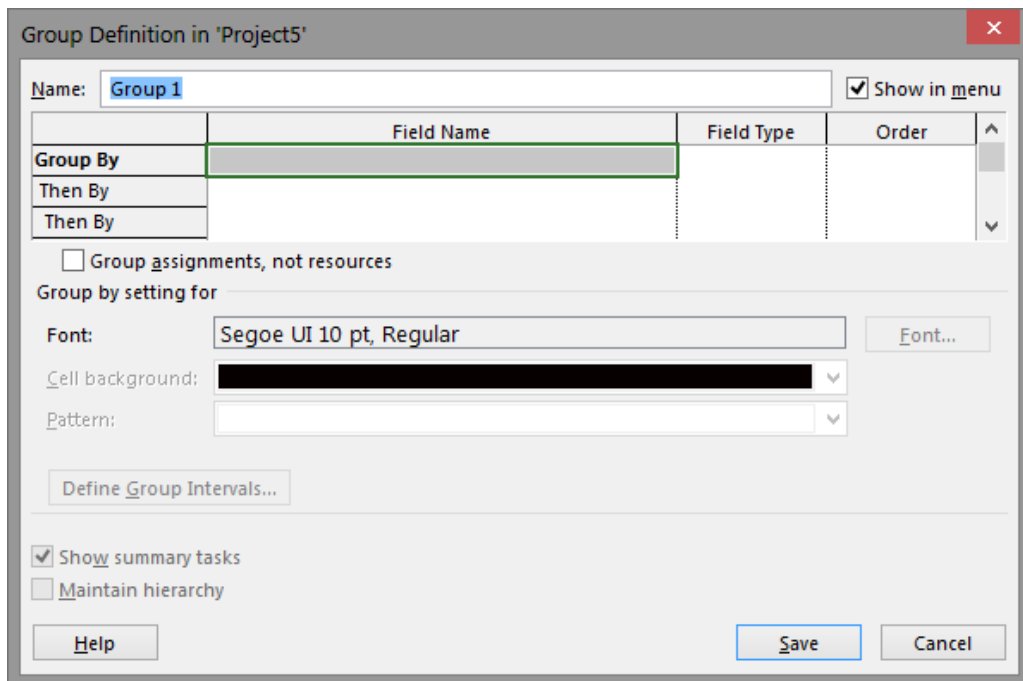 Group Definition in 'Project5'
Name: Group 1 Show in menu
Field Name Field Type Order
Group By
Then By
Then By
Group assignments, not resources
Group by setting for
Font: Segoe UI 10 pt, Regular Font...
Cell background:
Pattern:
Define Group Intervals...
Show summary tasks
Maintain hierarchy
Help Save Cancel